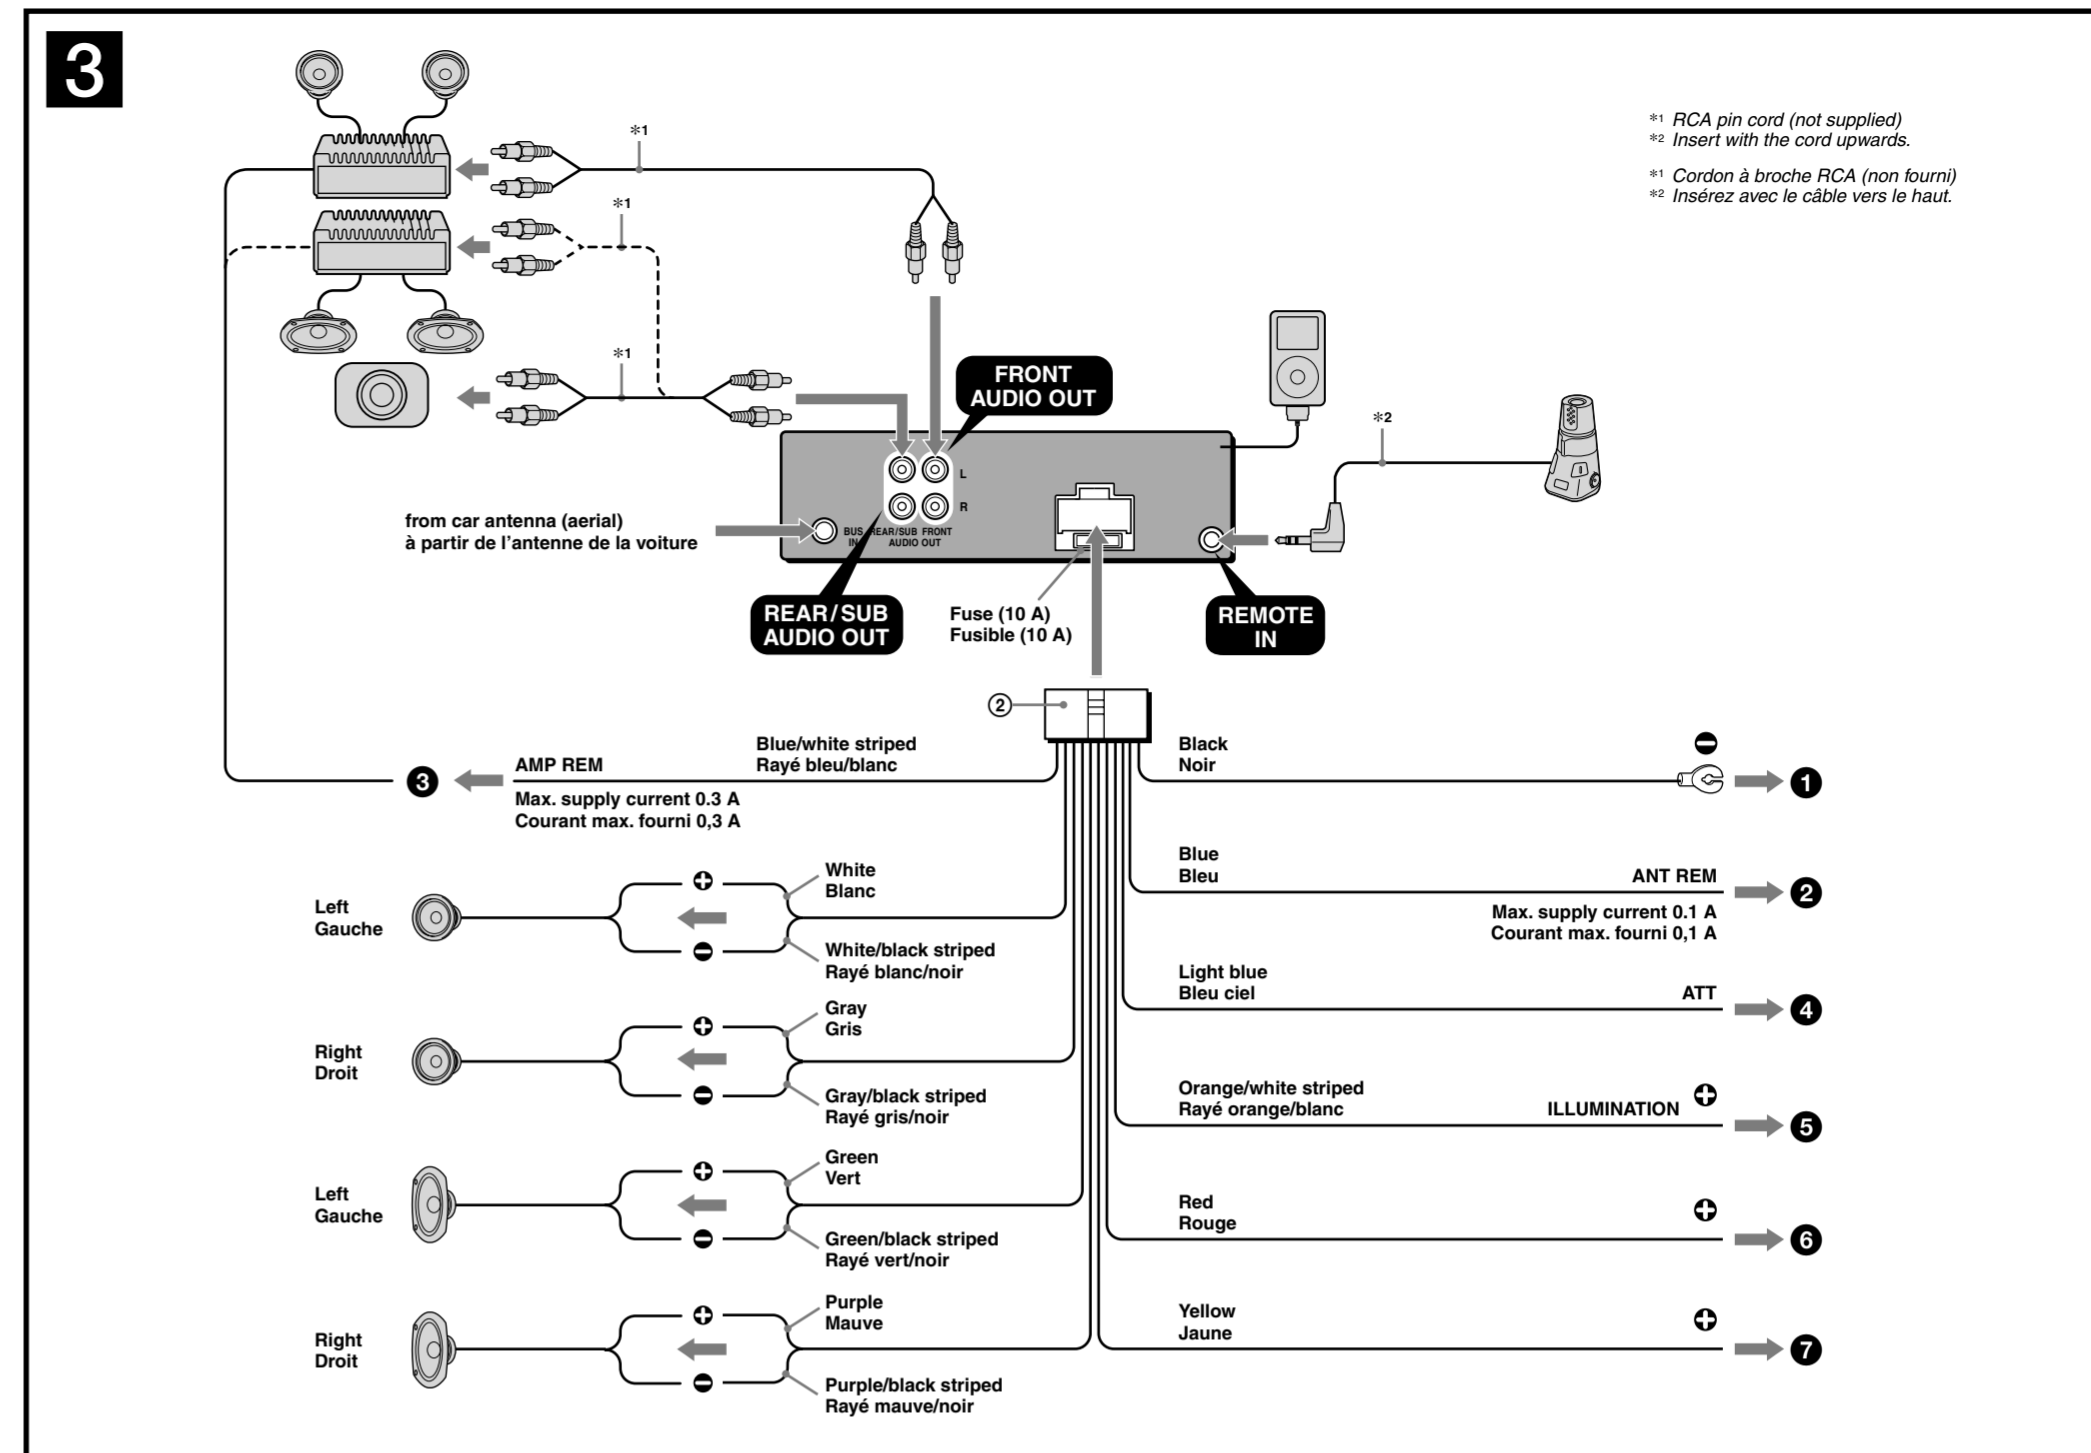 3
*1 RCA pin cord (not supplied)
*2 Insert with the cord upwards.
*1 Cordon à broche RCA (non fourni)
*2 Insérez avec le câble vers le haut.
*1
*1
*1
FRONT
AUDIO OUT
*2
L
R
from car antenna (aerial)
à partir de l'antenne de la voiture
BUS REAR/SUB FRONT
IN AUDIO OUT
REAR/SUB
AUDIO OUT
Fuse (10 A)
Fusible (10 A)
REMOTE
IN
2
Blue/white striped
Rayé bleu/blanc
3
AMP REM
Max. supply current 0.3 A
Courant max. fourni 0,3 A
Black
Noir
1
Left
Gauche
White
Blanc
White/black striped
Rayé blanc/noir
Blue
Bleu
ANT REM
2
Max. supply current 0.1 A
Courant max. fourni 0,1 A
Light blue
Bleu ciel
ATT
4
Right
Droit
Gray
Gris
Gray/black striped
Rayé gris/noir
Orange/white striped
Rayé orange/blanc
ILLUMINATION
5
Left
Gauche
Green
Vert
Green/black striped
Rayé vert/noir
Red
Rouge
6
Right
Droit
Purple
Mauve
Purple/black striped
Rayé mauve/noir
Yellow
Jaune
7